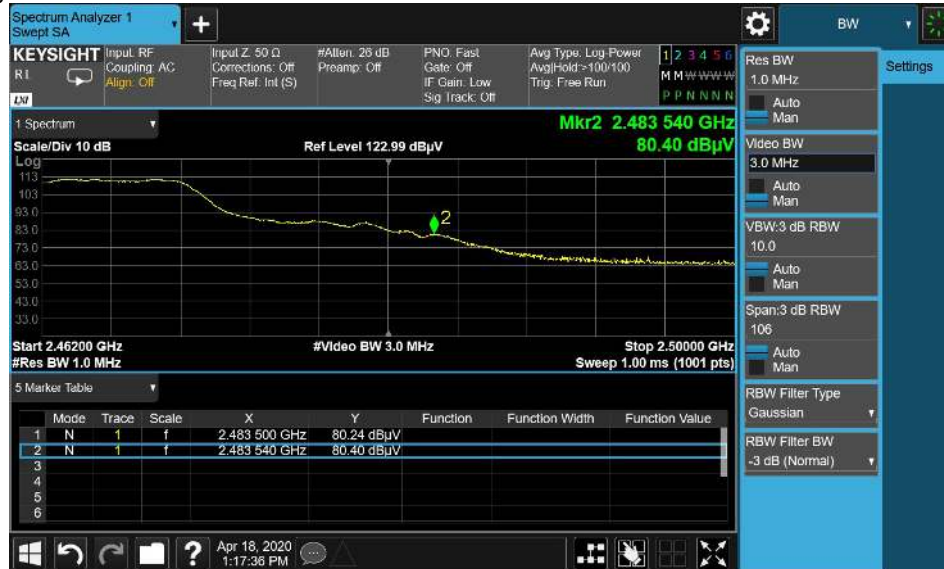 Spectrum Analyzer 1
Swept SA
+
BW
KEYSIGHT
RL
LXI
Input: RF
Coupling: AC
Align: Off
Input Z: 50 Ω
Corrections: Off
Freq Ref: Int (S)
#Atten: 26 dB
Preamp: Off
PNO: Fast
Gate: Off
IF Gain: Low
Sig Track: Off
Avg Type: Log-Power
Avg|Hold:>100/100
Trig: Free Run
1 2 3 4 5 6
M M W W W W
P P N N N N
1 Spectrum
Scale/Div 10 dB
Ref Level 122.99 dBµV
Mkr2 2.483 540 GHz
80.40 dBµV
Log
113
103
93.0
83.0
73.0
63.0
53.0
43.0
33.0
2
Start 2.46200 GHz
#Video BW 3.0 MHz
Stop 2.50000 GHz
#Res BW 1.0 MHz
Sweep 1.00 ms (1001 pts)
5 Marker Table
Mode Trace Scale X Y Function Function Width Function Value
1 N 1 f 2.483 500 GHz 80.24 dBµV
2 N 1 f 2.483 540 GHz 80.40 dBµV
3
4
5
6
Res BW
1.0 MHz
Auto
Man
Video BW
3.0 MHz
Auto
Man
VBW:3 dB RBW
10.0
Auto
Man
Span:3 dB RBW
106
Auto
Man
RBW Filter Type
Gaussian
RBW Filter BW
-3 dB (Normal)
Settings
?
Apr 18, 2020
1:17:36 PM